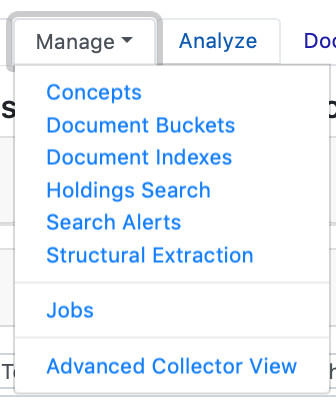 Manage
Analyze
Concepts
Document Buckets
Document Indexes
Holdings Search
Search Alerts
Structural Extraction
Jobs
Advanced Collector View